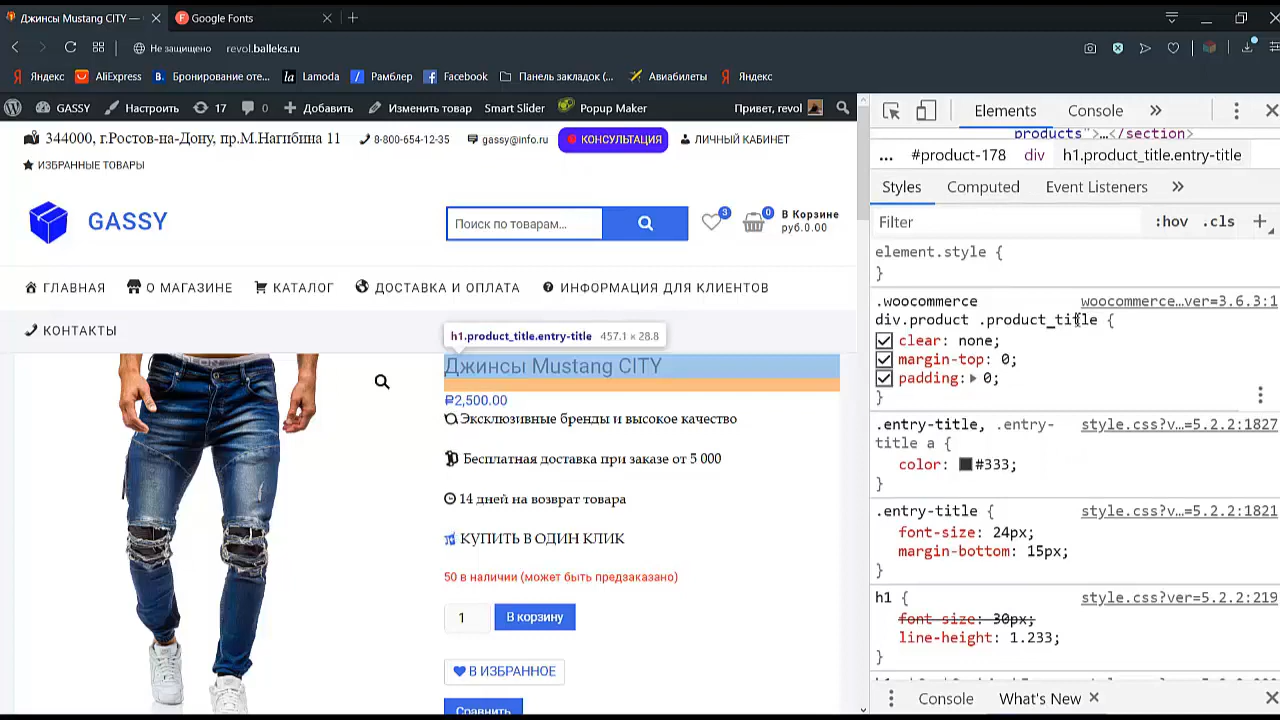 Джинсы Mustang CITY —
Google Fonts
Не защищено
revol.balleks.ru
Яндекс
AliExpress
Бронирование оте...
Lamoda
Рамблер
Facebook
Панель закладок (...
Авиабилеты
Яндекс
GASSY
Настроить
17
0
Добавить
Изменить товар
Smart Slider
Popup Maker
Привет, revol
344000, г.Ростов-на-Дону, пр.М.Нагибина 11
8-800-654-12-35
gassy@info.ru
КОНСУЛЬТАЦИЯ
ЛИЧНЫЙ КАБИНЕТ
ИЗБРАННЫЕ ТОВАРЫ
GASSY
Поиск по товарам...
3
0
В Корзине
руб.0.00
ГЛАВНАЯ
О МАГАЗИНЕ
КАТАЛОГ
ДОСТАВКА И ОПЛАТА
ИНФОРМАЦИЯ ДЛЯ КЛИЕНТОВ
КОНТАКТЫ
h1.product_title.entry-title 457.1 × 28.8
Джинсы Mustang CITY
₽2,500.00
Эксклюзивные бренды и высокое качество
Бесплатная доставка при заказе от 5 000
14 дней на возврат товара
КУПИТЬ В ОДИН КЛИК
50 в наличии (может быть предзаказано)
1
В корзину
В ИЗБРАННОЕ
Сравнить
Elements
Console
products">…</section>
... #product-178 div h1.product_title.entry-title
Styles
Computed
Event Listeners
Filter
:hov .cls
element.style {
}
.woocommerce woocommerce…ver=3.6.3:1
div.product .product_title {
clear: none;
margin-top: 0;
padding: 0;
}
.entry-title, .entry- style.css?v…=5.2.2:1827
title a {
color: #333;
}
.entry-title { style.css?v…=5.2.2:1821
font-size: 24px;
margin-bottom: 15px;
}
h1 { style.css?ver=5.2.2:219
font-size: 30px;
line-height: 1.233;
}
Console
What's New